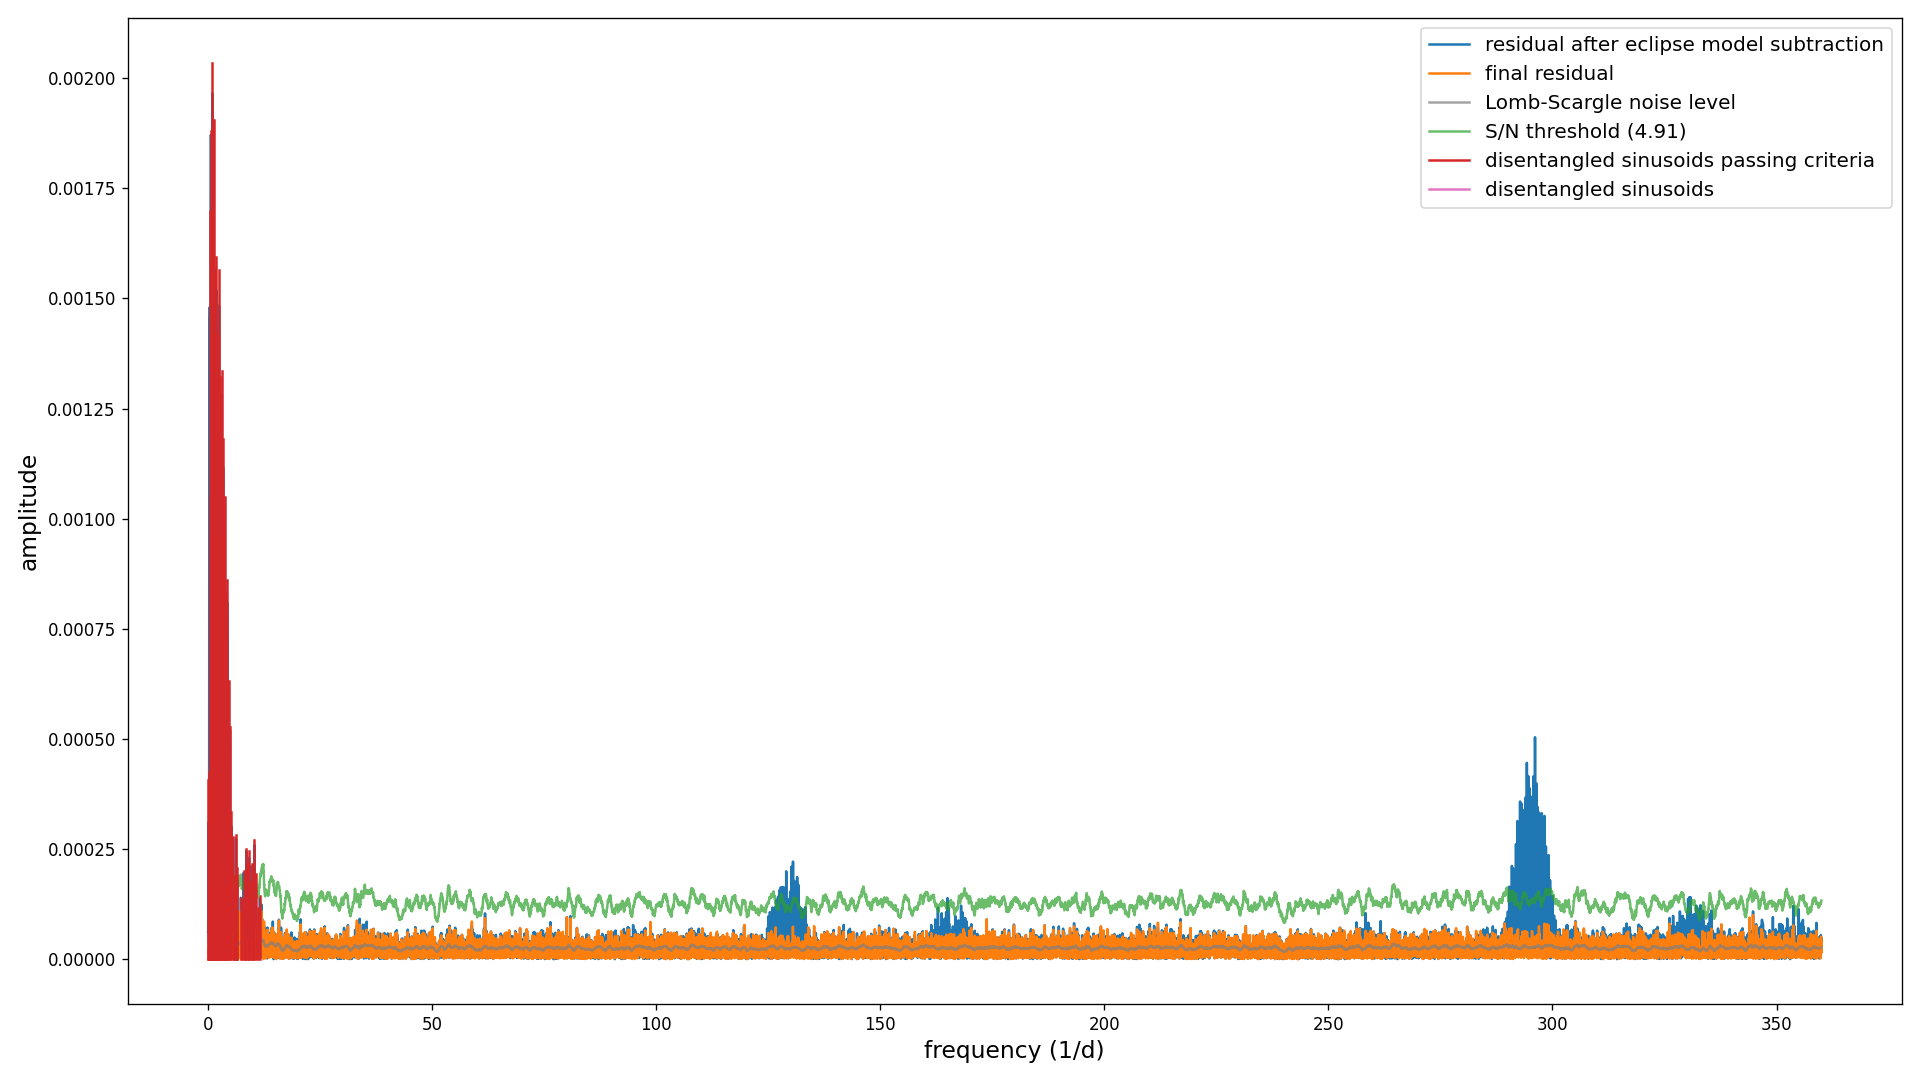 residual after eclipse model subtraction
final residual
Lomb-Scargle noise level
S/N threshold (4.91)
disentangled sinusoids passing criteria
disentangled sinusoids
0.00200
0.00175
0.00150
0.00125
0.00100
0.00075
0.00050
0.00025
0.00000
amplitude
0 50 100 150 200 250 300 350
frequency (1/d)